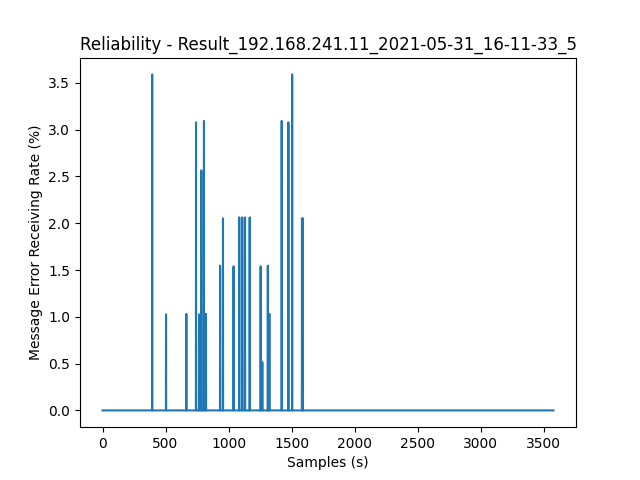 Reliability - Result_192.168.241.11_2021-05-31_16-11-33_5
Message Error Receiving Rate (%)
3.5
3.0
2.5
2.0
1.5
1.0
0.5
0.0
0 500 1000 1500 2000 2500 3000 3500
Samples (s)